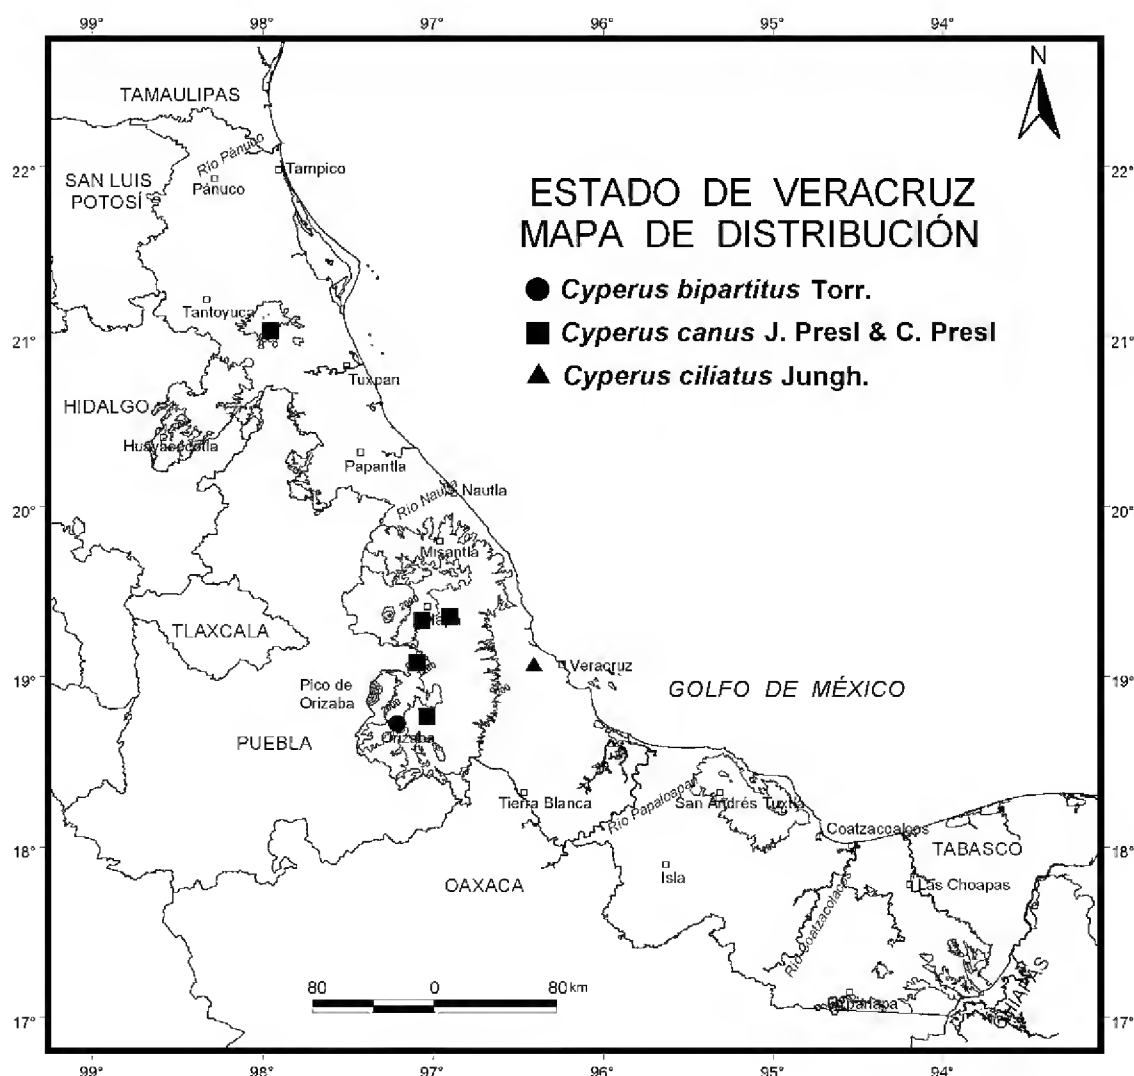 99° 98° 97° 96° 95° 94°
N
TAMAULIPAS
Río Pánuco
22° 22°
Tampico
SAN LUIS
POTOSÍ
Pánuco
ESTADO DE VERACRUZ
MAPA DE DISTRIBUCIÓN
Cyperus bipartitus Torr.
Cyperus canus J. Presl & C. Presl
Cyperus ciliatus Jungh.
Tantoyuca
21° 21°
Tuxpan
HIDALGO
Huayacocotla
Papantla
Río Nautla
Nautla
20° 20°
Misantla
2000
TLAXCALA
Veracruz
19° 19°
Pico de
Orizaba
GOLFO DE MÉXICO
2000
PUEBLA
Orizaba
Tierra Blanca
Río Papaloapan
San Andrés Tuxtla
Coatzacoalcos
18° 18°
TABASCO
OAXACA
Isla
Las Choapas
Río Coatzacoalcos
CHIAPAS
80 0 80 km
17° 17°
99° 98° 97° 96° 95° 94°